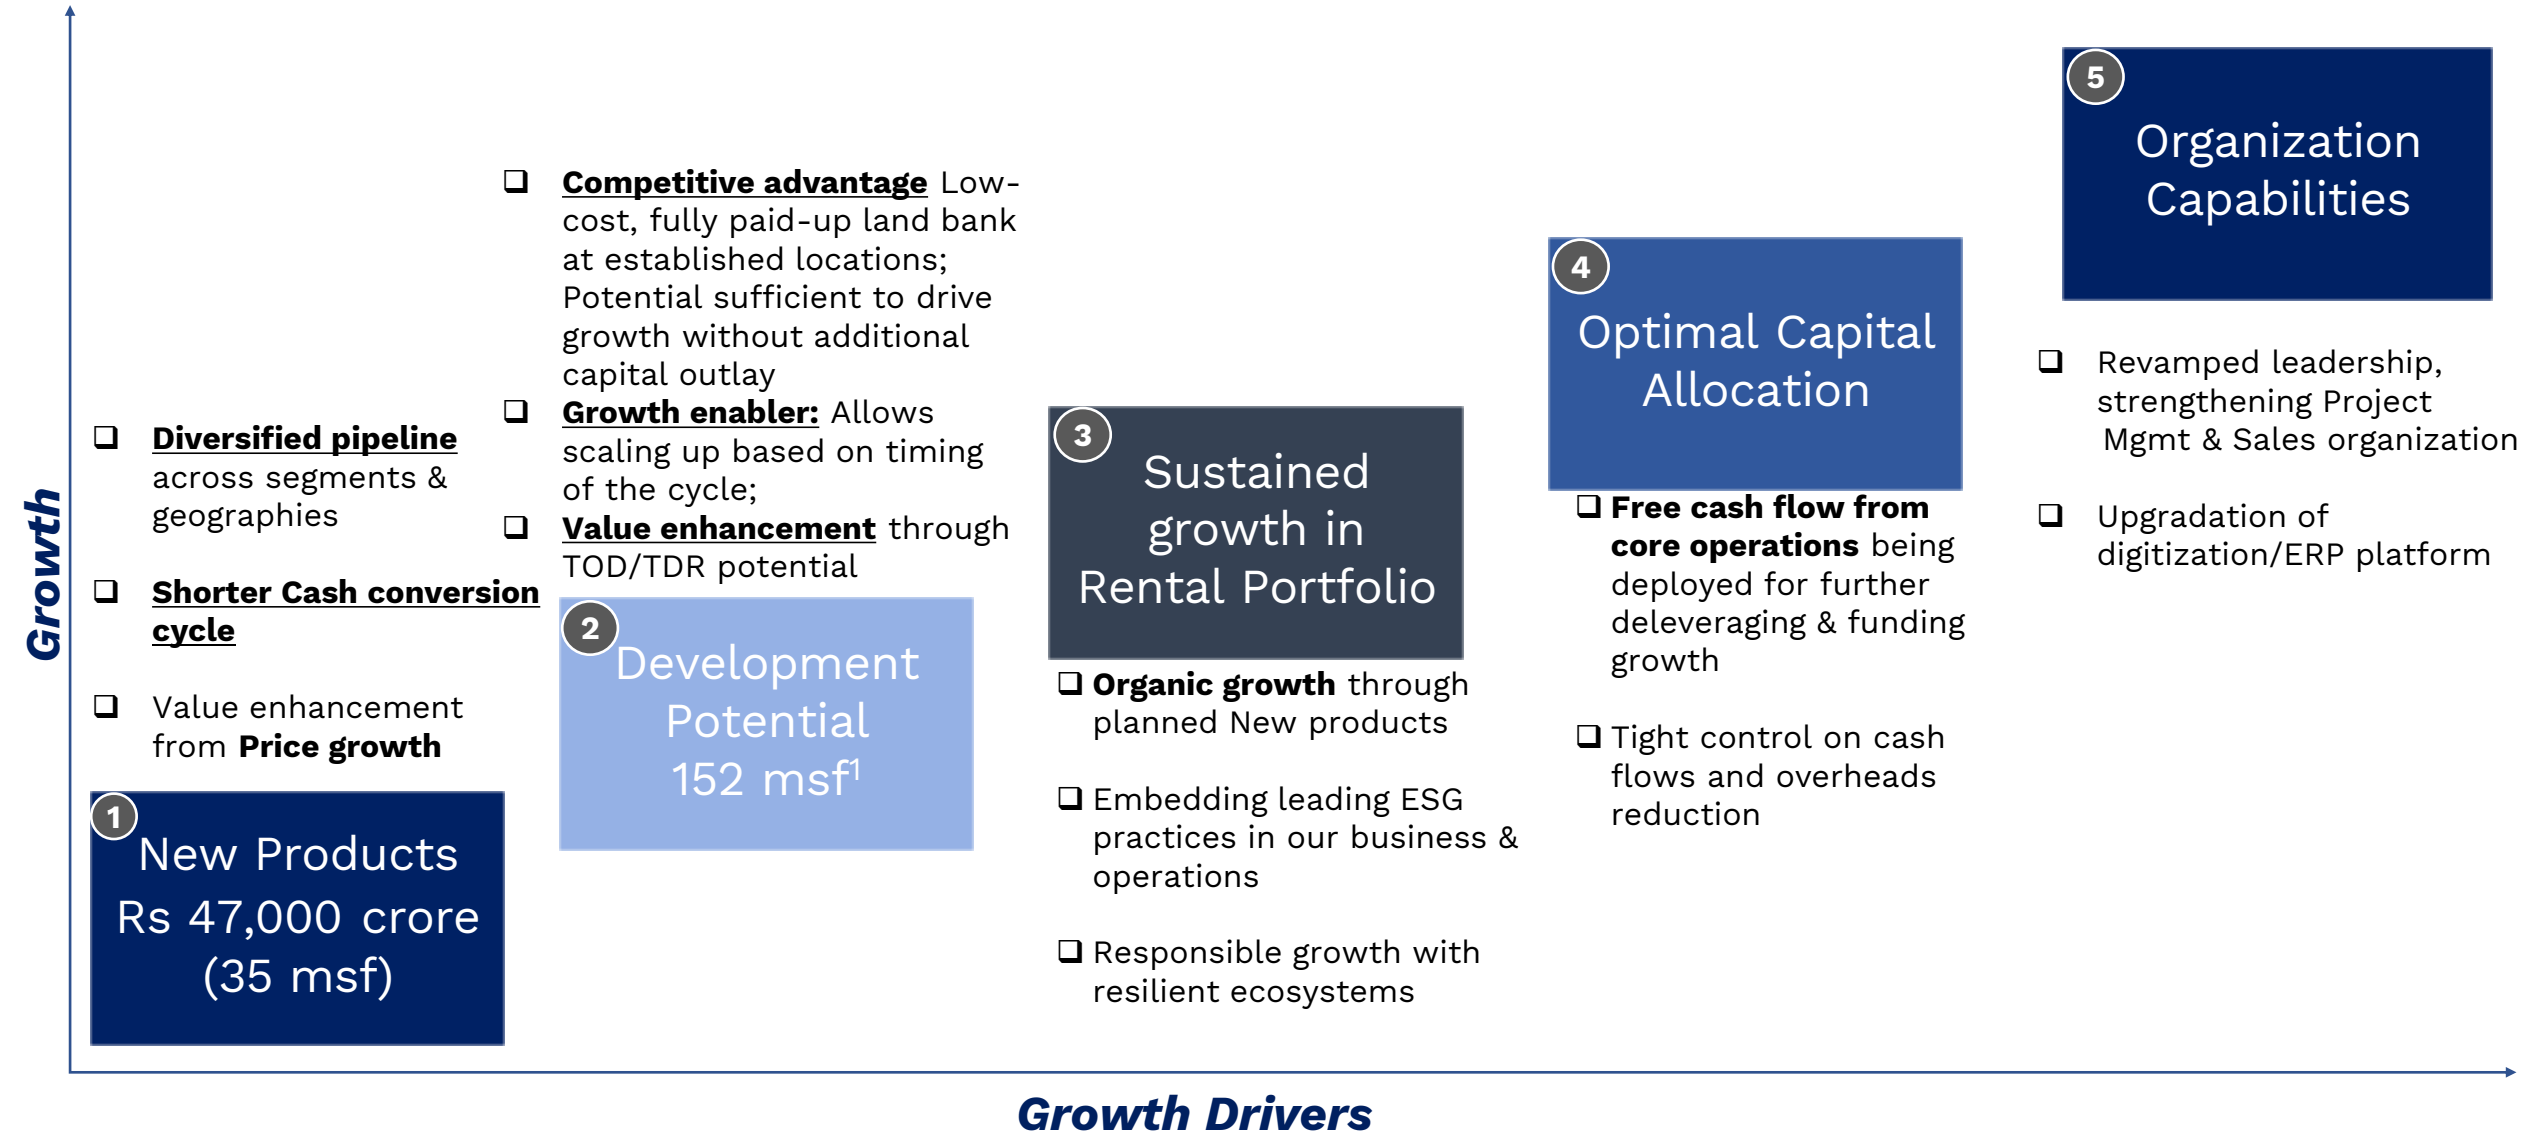 Growth
Diversified pipeline
across segments &
geographies
Shorter Cash conversion
cycle
Value enhancement
from Price growth
1
New Products
Rs 47,000 crore
(35 msf)
Competitive advantage Low-
cost, fully paid-up land bank
at established locations;
Potential sufficient to drive
growth without additional
capital outlay
Growth enabler: Allows
scaling up based on timing
of the cycle;
Value enhancement through
TOD/TDR potential
2
Development
Potential
152 msf¹
3
Sustained
growth in
Rental Portfolio
Organic growth through
planned New products
Embedding leading ESG
practices in our business &
operations
Responsible growth with
resilient ecosystems
4
Optimal Capital
Allocation
Free cash flow from
core operations being
deployed for further
deleveraging & funding
growth
Tight control on cash
flows and overheads
reduction
5
Organization
Capabilities
Revamped leadership,
strengthening Project
Mgmt & Sales organization
Upgradation of
digitization/ERP platform
Growth Drivers